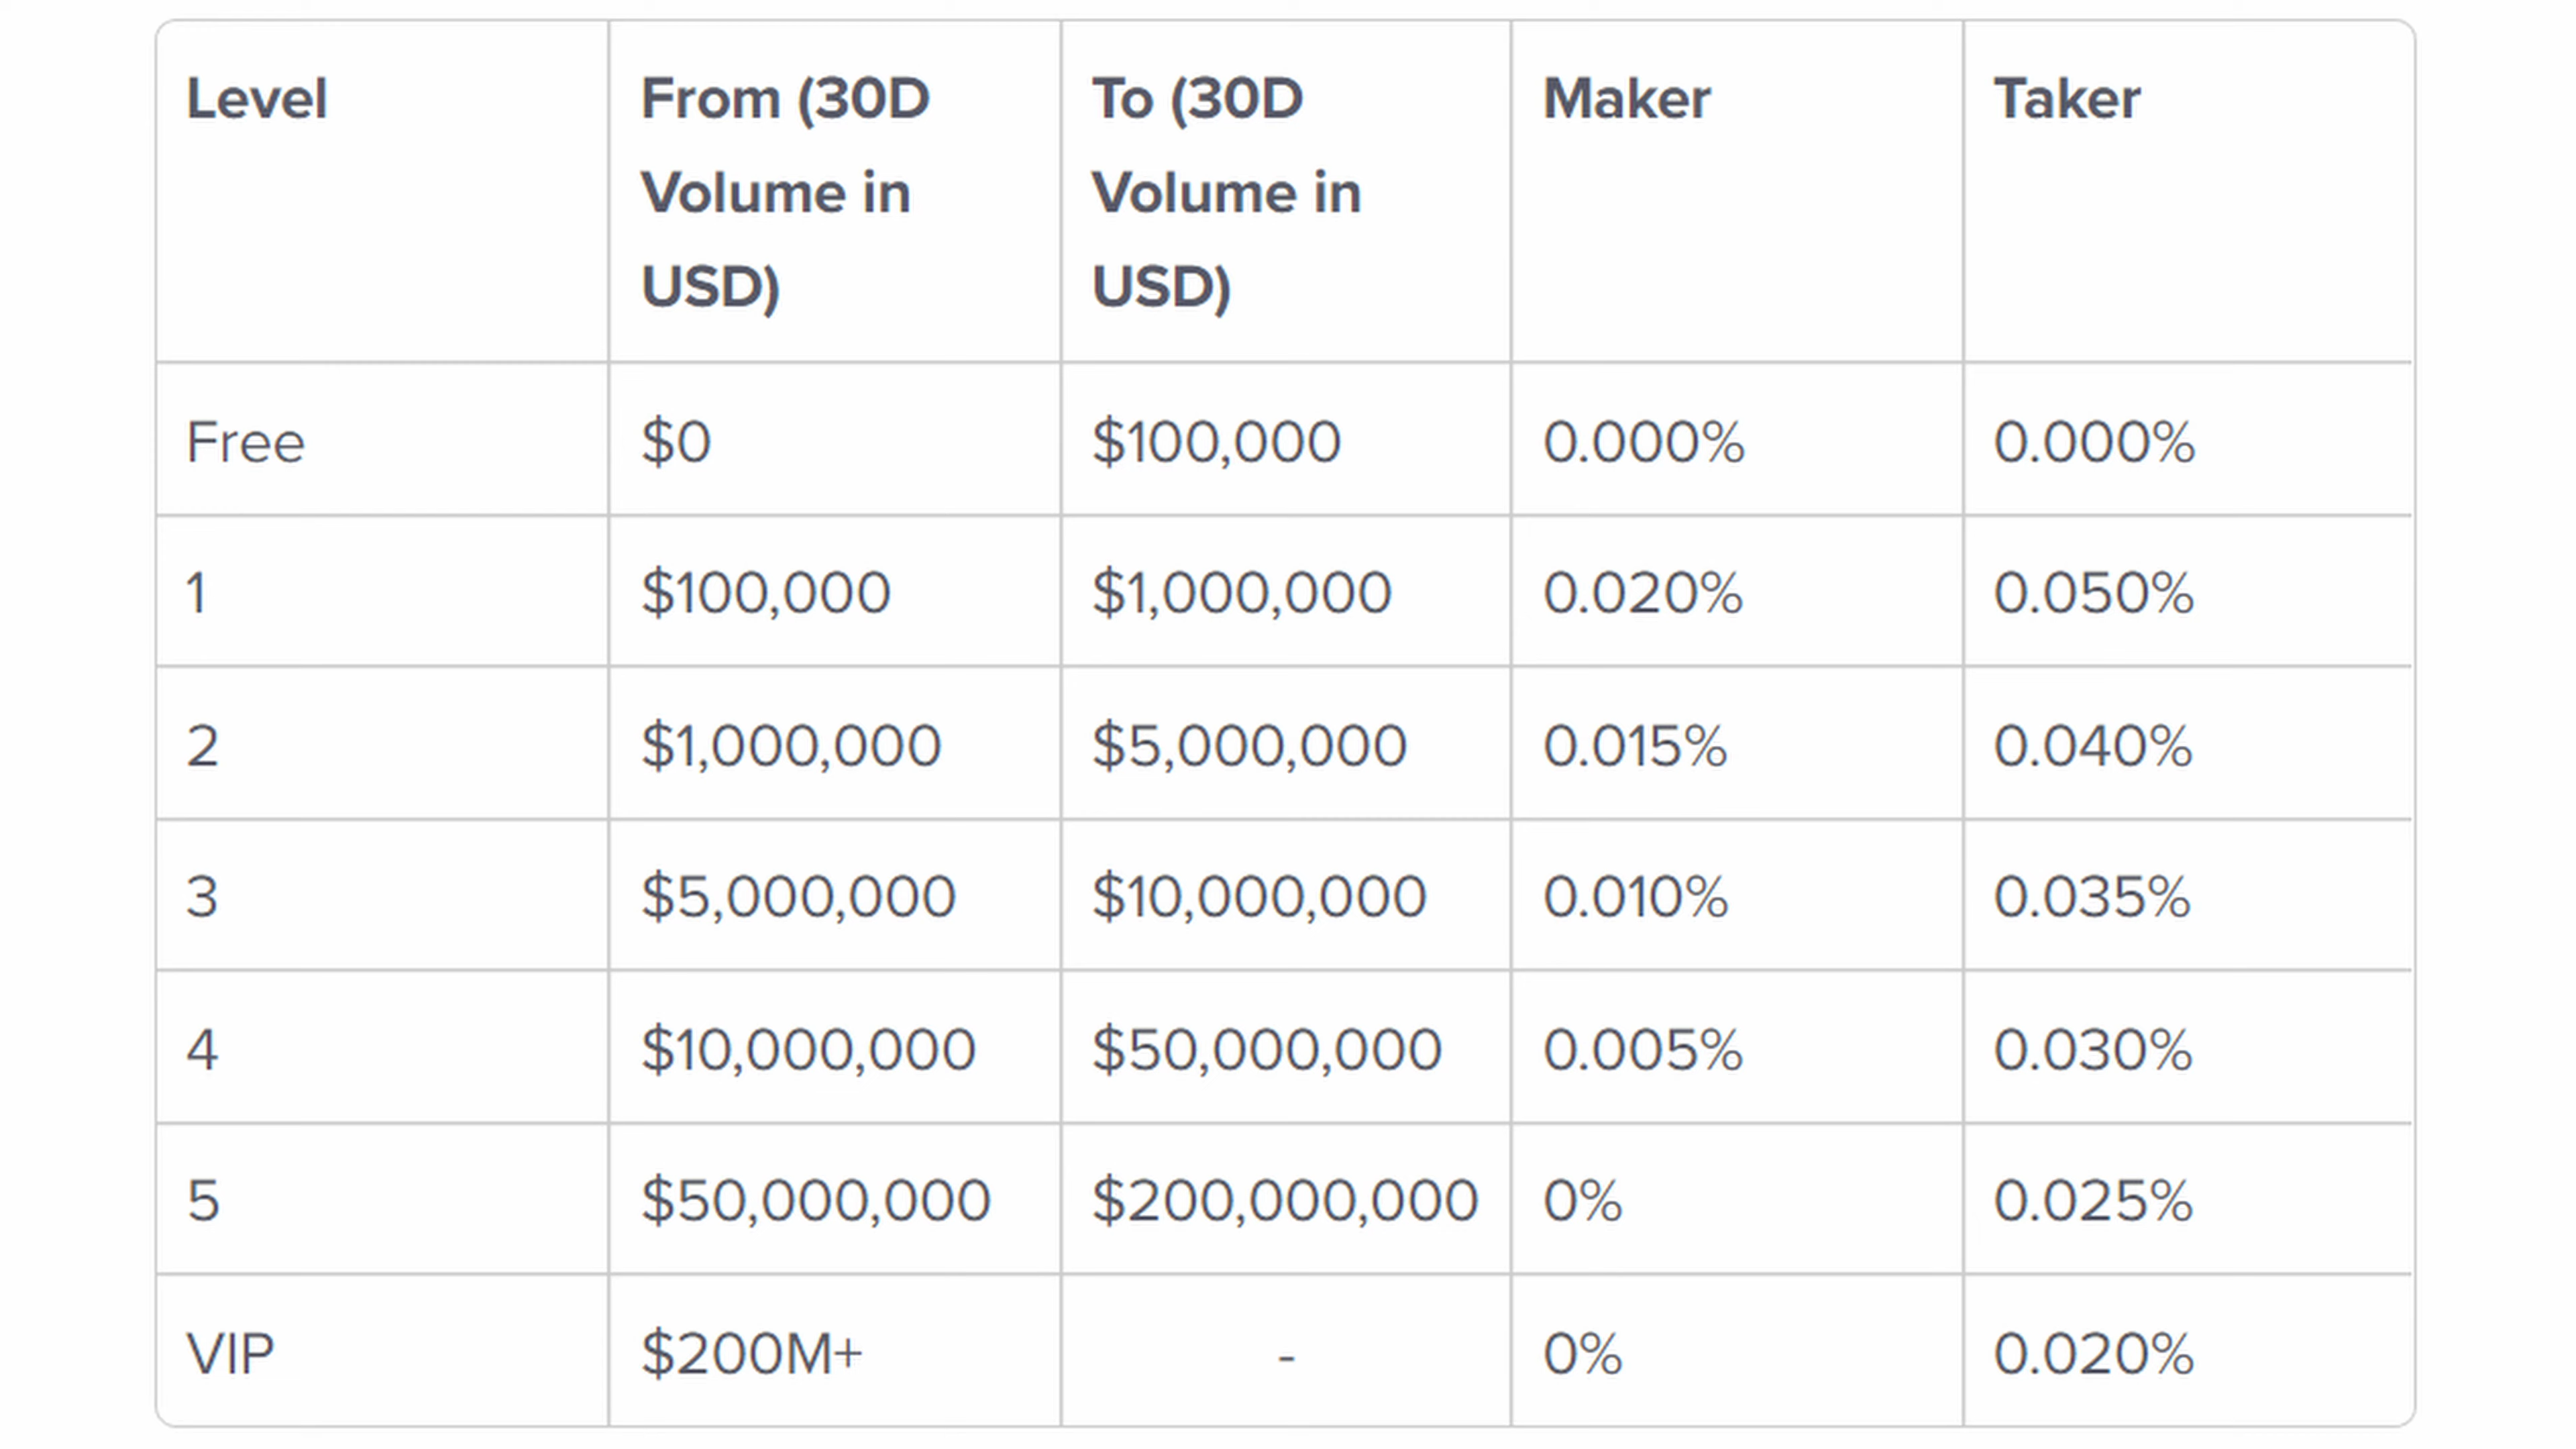 Level From (30D To (30D Maker Taker
Volume in Volume in
USD) USD)
Free $0 $100,000 0.000% 0.000%
1 $100,000 $1,000,000 0.020% 0.050%
2 $1,000,000 $5,000,000 0.015% 0.040%
3 $5,000,000 $10,000,000 0.010% 0.035%
4 $10,000,000 $50,000,000 0.005% 0.030%
5 $50,000,000 $200,000,000 0% 0.025%
VIP $200M+ - 0% 0.020%